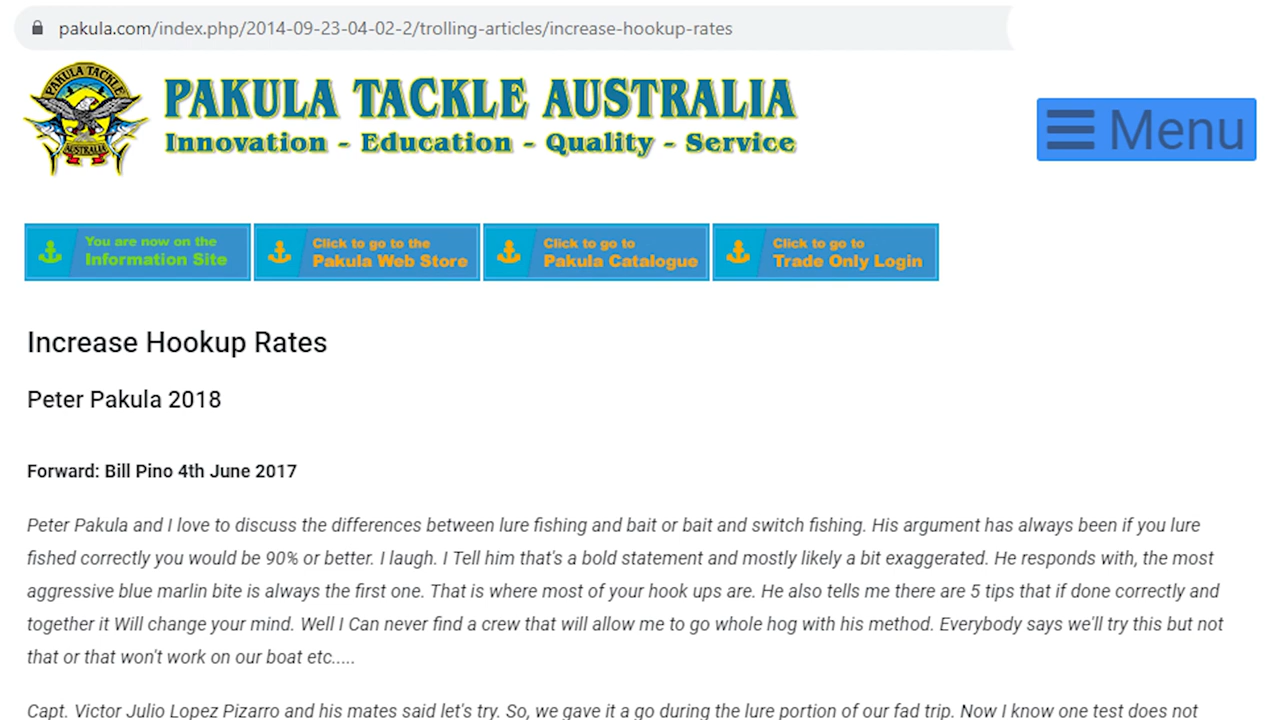 pakula.com/index.php/2014-09-23-04-02-2/trolling-articles/increase-hookup-rates
PAKULA TACKLE
AUSTRALIA
PAKULA TACKLE AUSTRALIA
Innovation - Education - Quality - Service
Menu
You are now on the
Information Site
Click to go to the
Pakula Web Store
Click to go to
Pakula Catalogue
Click to go to
Trade Only Login
Increase Hookup Rates
Peter Pakula 2018
Forward: Bill Pino 4th June 2017
Peter Pakula and I love to discuss the differences between lure fishing and bait or bait and switch fishing. His argument has always been if you lure
fished correctly you would be 90% or better. I laugh. I Tell him that's a bold statement and mostly likely a bit exaggerated. He responds with, the most
aggressive blue marlin bite is always the first one. That is where most of your hook ups are. He also tells me there are 5 tips that if done correctly and
together it Will change your mind. Well I Can never find a crew that will allow me to go whole hog with his method. Everybody says we'll try this but not
that or that won't work on our boat etc.....
Capt. Victor Julio Lopez Pizarro and his mates said let's try. So, we gave it a go during the lure portion of our fad trip. Now I know one test does not